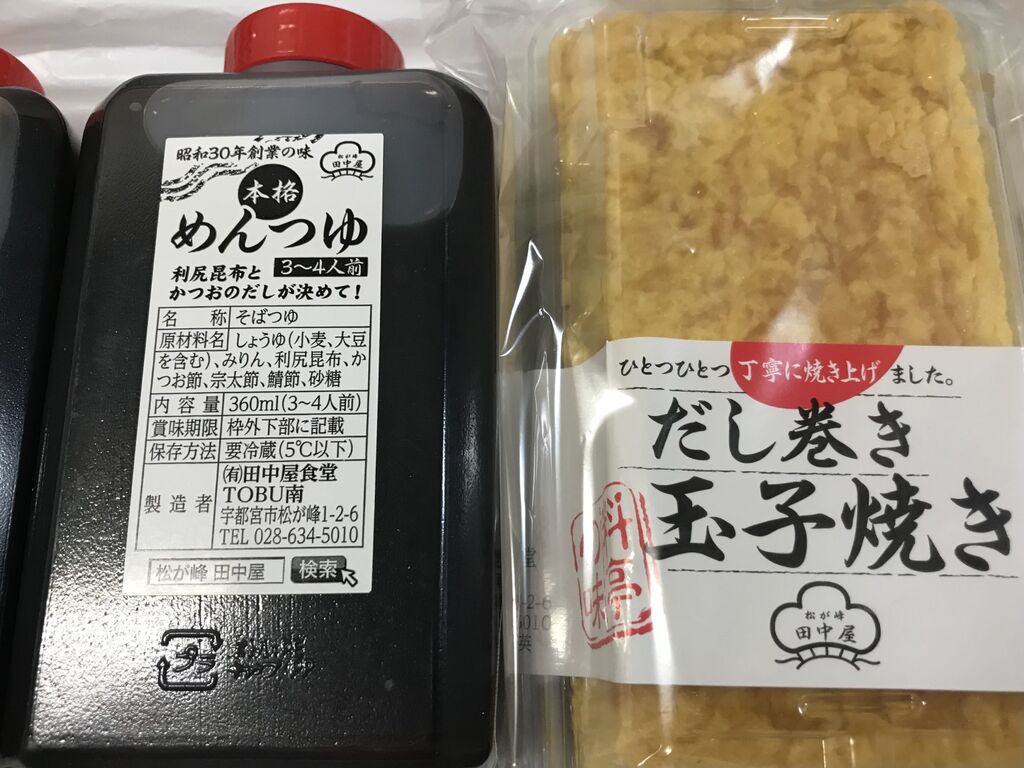 昭和30年創業の味
松が峰
田中屋
本格
めんつゆ
3～4人前
利尻昆布と
かつおのだしが決めて！
名称 そばつゆ
原材料名 しょうゆ(小麦、大豆
を含む)、みりん、利尻昆布、か
つお節、宗太節、鯖節、砂糖
内容量 360ml(3～4人前)
賞味期限 枠外下部に記載
保存方法 要冷蔵(5℃以下)
製造者 ㈲田中屋食堂
TOBU南
宇都宮市松が峰1-2-6
TEL 028-634-5010
松が峰 田中屋 検索
プラ
ひとつひとつ丁寧に焼き上げました。
だし巻き
玉子焼き
料亭
の味
松が峰
田中屋
堂
-2-6
5010
英